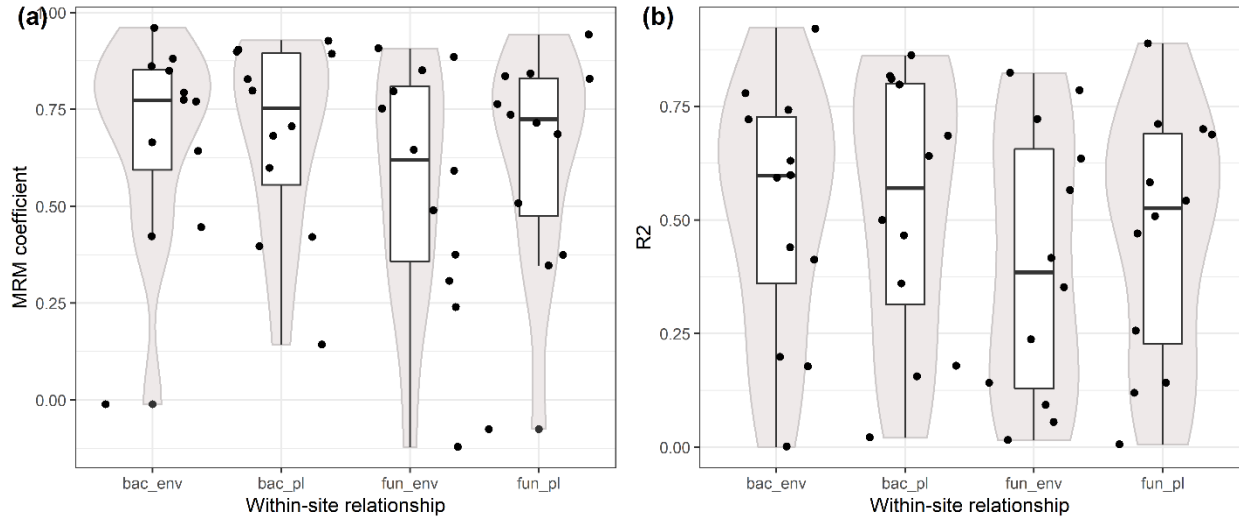 (a)
MRM coefficient
1.00
0.75
0.50
0.25
0.00
bac_env bac_pl fun_env fun_pl
Within-site relationship
(b)
R2
0.75
0.50
0.25
0.00
bac_env bac_pl fun_env fun_pl
Within-site relationship